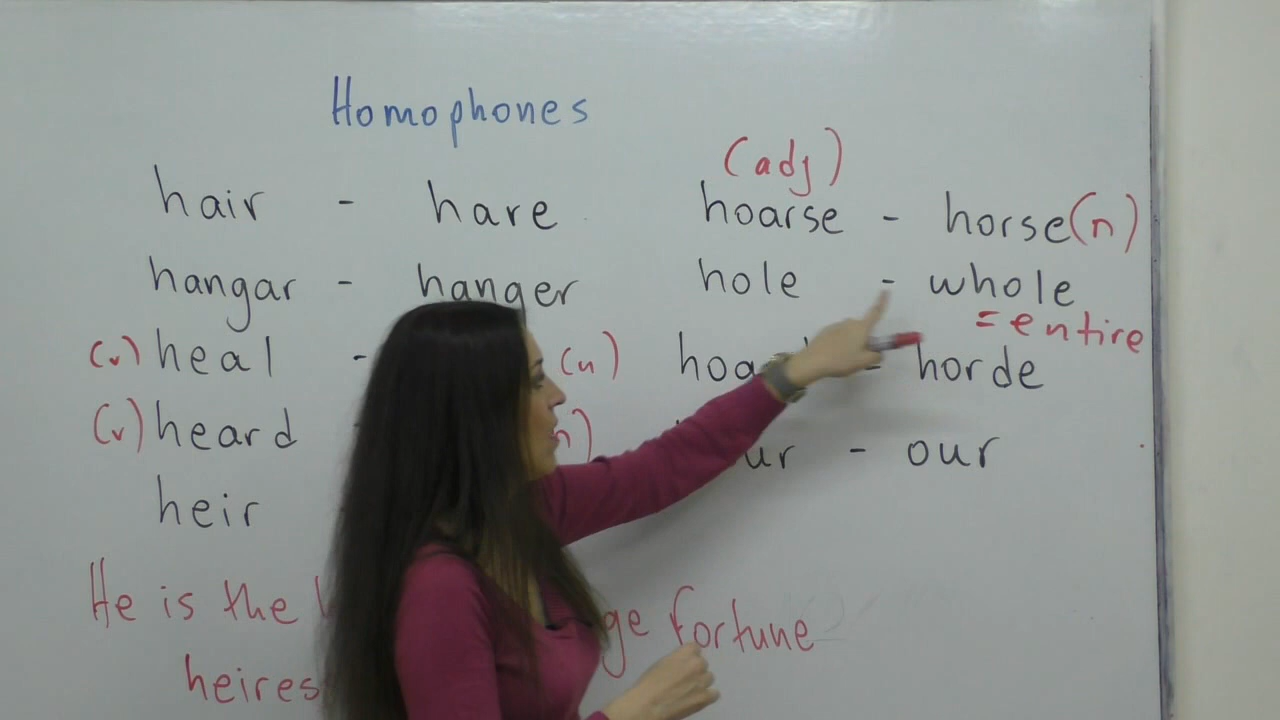 Homophones
hair - hare
hangar - hanger
(v) heal - (n)
(v) heard
heir
He is the ge fortune
(adj)
hoarse - horse (n)
hole - whole
= entire
- horde
- our